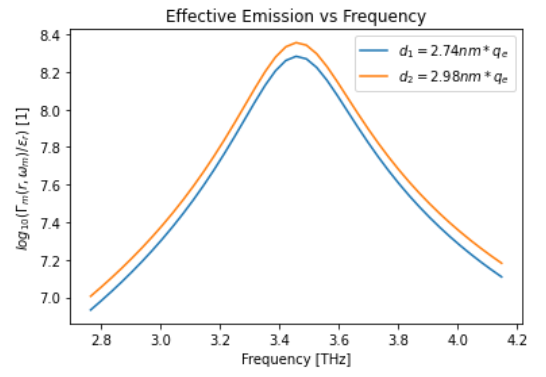 Effective Emission vs Frequency
8.4
8.2
8.0
7.8
7.6
7.4
7.2
7.0
log₁₀(Γₘ(r, ωₘ)/εᵣ) [1]
d₁ = 2.74nm * qₑ
d₂ = 2.98nm * qₑ
2.8 3.0 3.2 3.4 3.6 3.8 4.0 4.2
Frequency [THz]